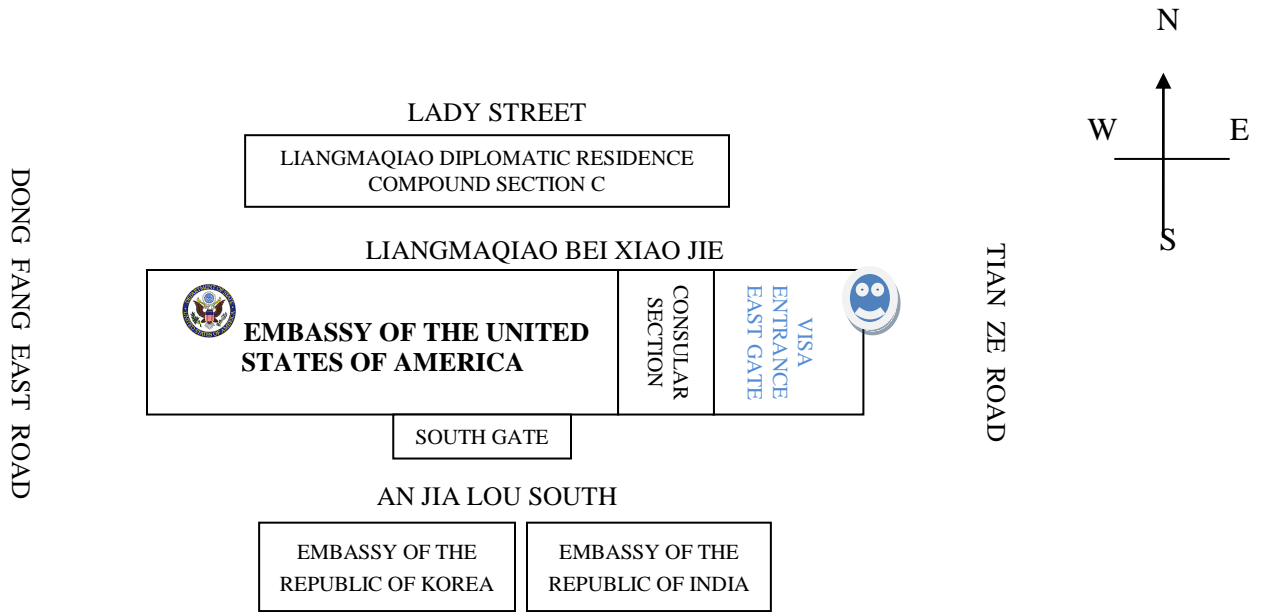 N
W
E
S
LADY STREET
LIANGMAQIAO DIPLOMATIC RESIDENCE
COMPOUND SECTION C
DONG FANG EAST ROAD
LIANGMAQIAO BEI XIAO JIE
EMBASSY OF THE UNITED
STATES OF AMERICA
CONSULAR
SECTION
VISA
ENTRANCE
EAST GATE
TIAN ZE ROAD
SOUTH GATE
AN JIA LOU SOUTH
EMBASSY OF THE
REPUBLIC OF KOREA
EMBASSY OF THE
REPUBLIC OF INDIA